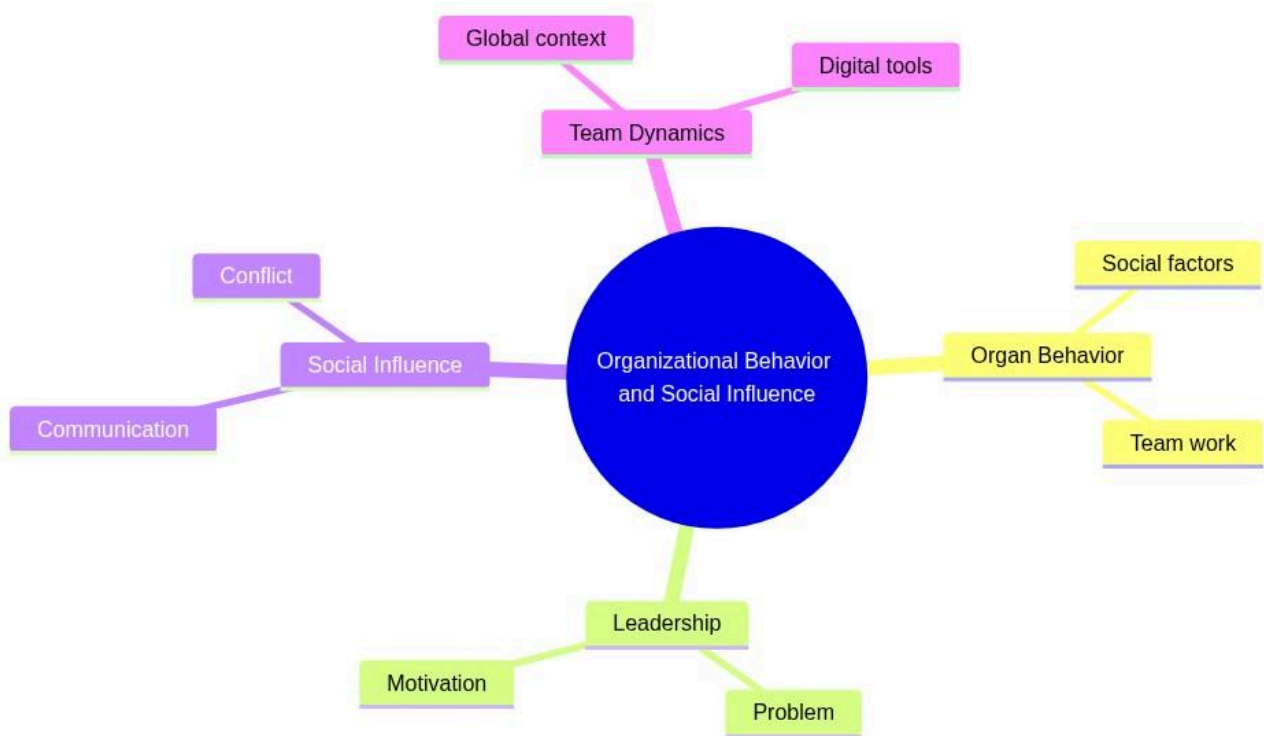 Global context
Digital tools
Team Dynamics
Conflict
Social factors
Social Influence
Organizational Behavior
and Social Influence
Organ Behavior
Communication
Team work
Leadership
Motivation
Problem